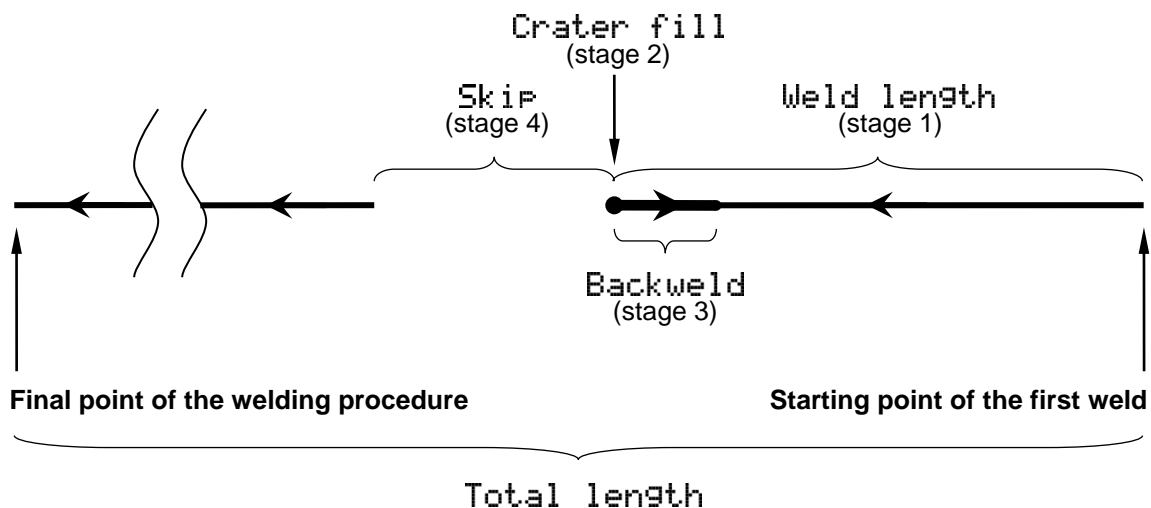 Crater fill
(stage 2)
Skip
(stage 4)
Weld length
(stage 1)
Backweld
(stage 3)
Final point of the welding procedure
Starting point of the first weld
Total length